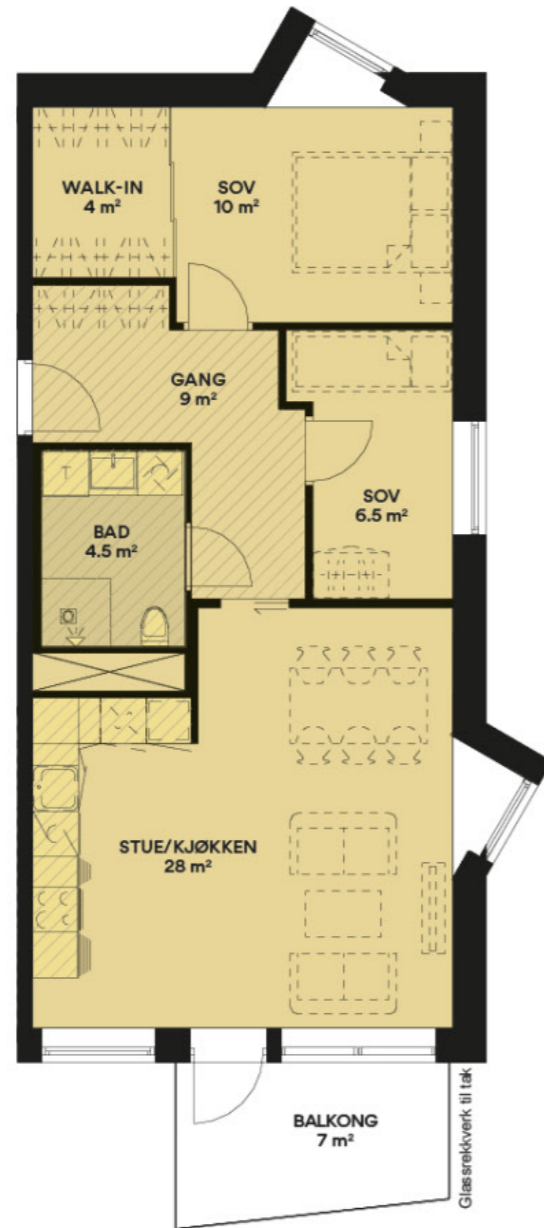 WALK-IN
4 m²
SOV
10 m²
GANG
9 m²
SOV
6.5 m²
T
BAD
4.5 m²
STUE/KJØKKEN
28 m²
BALKONG
7 m²
Glassrekkverk til tak